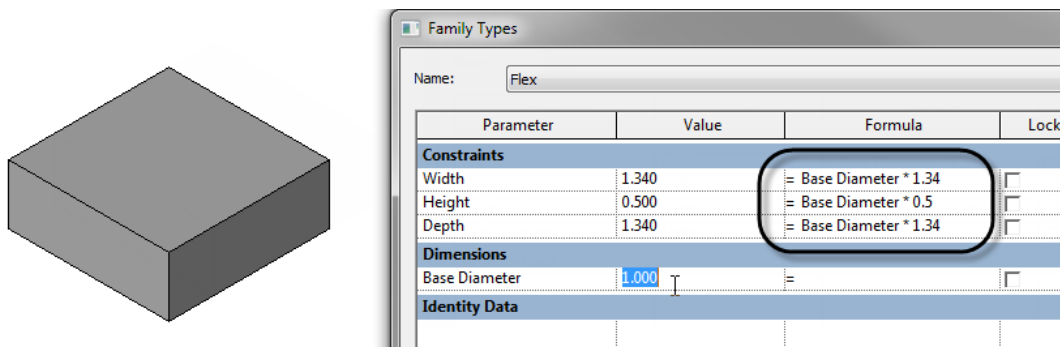 Family Types
Name: Flex
Parameter Value Formula Lock
Constraints
Width 1.340 = Base Diameter * 1.34
Height 0.500 = Base Diameter * 0.5
Depth 1.340 = Base Diameter * 1.34
Dimensions
Base Diameter 1.000 =
Identity Data